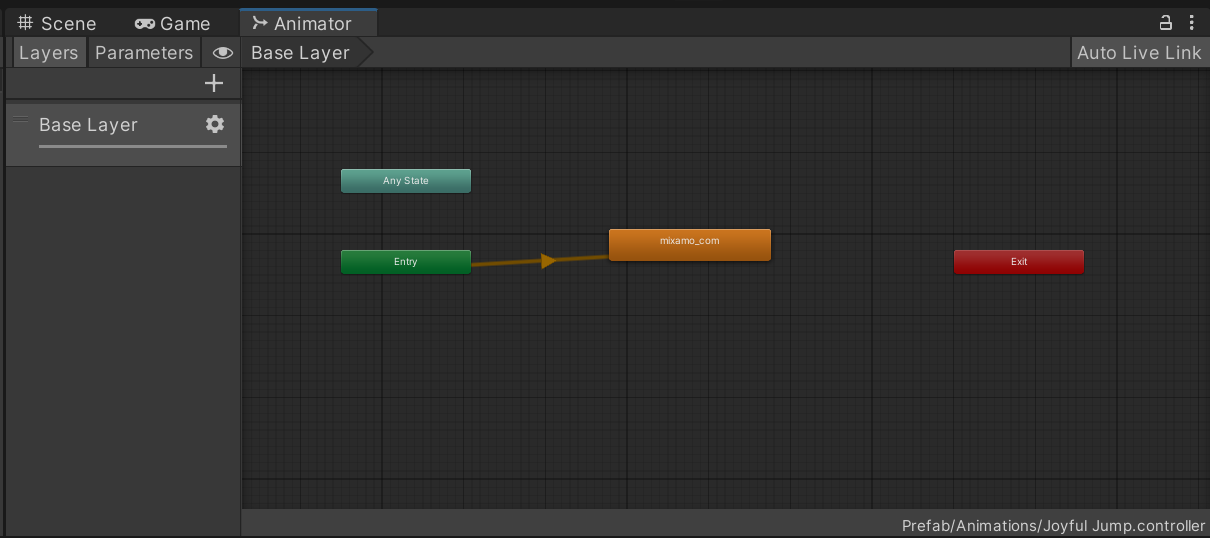 Scene Game Animator
Layers Parameters Base Layer Auto Live Link
Base Layer
Any State
mixamo_com
Entry
Exit
Prefab/Animations/Joyful Jump.controller